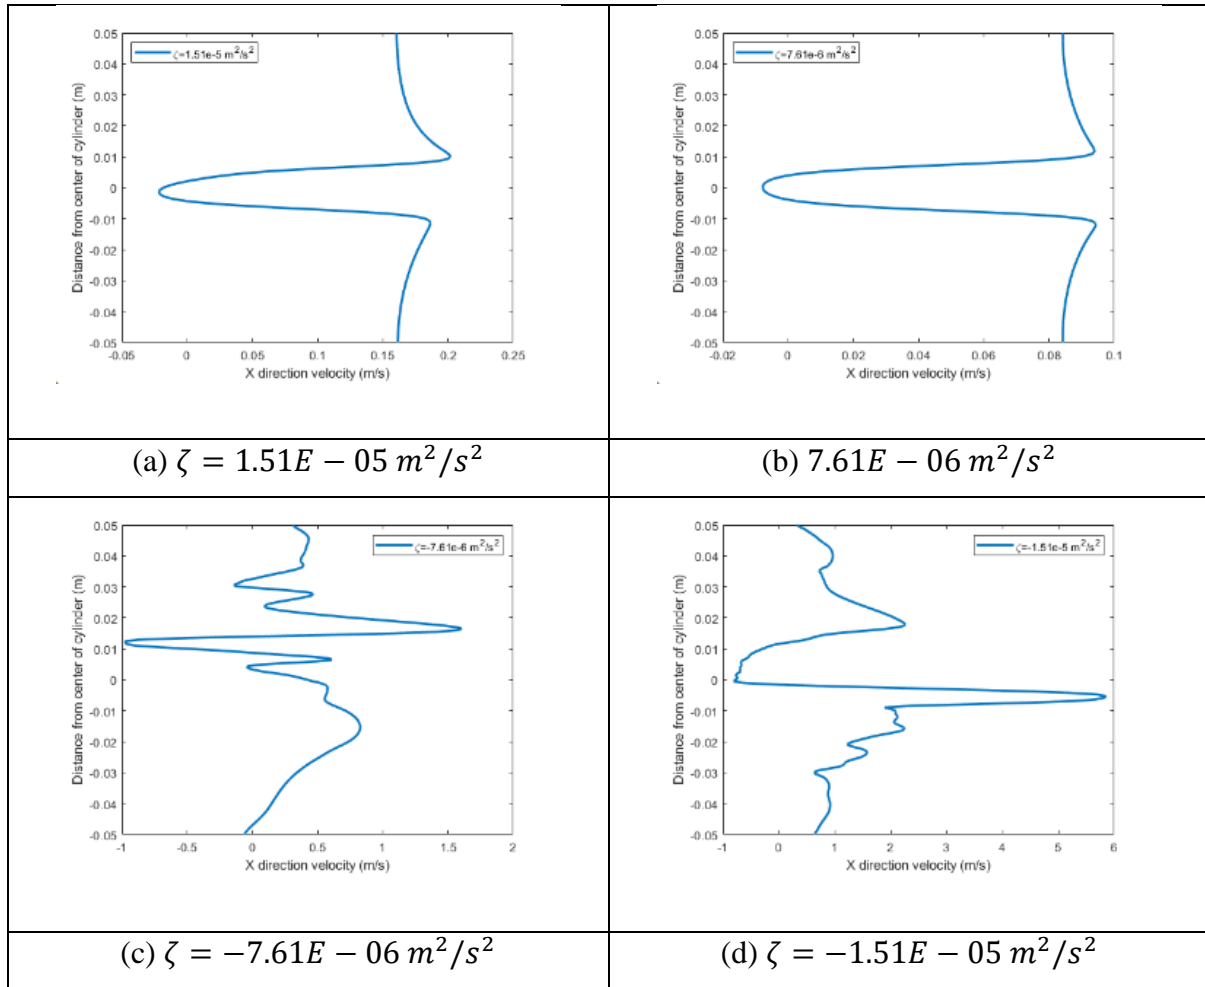 0.05
0.04
0.03
0.02
0.01
0
-0.01
-0.02
-0.03
-0.04
-0.05
Distance from center of cylinder (m)
ζ=1.51e-5 m²/s²
-0.05 0 0.05 0.1 0.15 0.2 0.25
X direction velocity (m/s)
0.05
0.04
0.03
0.02
0.01
0
-0.01
-0.02
-0.03
-0.04
-0.05
Distance from center of cylinder (m)
ζ=7.61e-6 m²/s²
-0.02 0 0.02 0.04 0.06 0.08 0.1
X direction velocity (m/s)
(a) ζ = 1.51E − 05 m²/s²
(b) 7.61E − 06 m²/s²
0.05
0.04
0.03
0.02
0.01
0
-0.01
-0.02
-0.03
-0.04
-0.05
Distance from center of cylinder (m)
ζ=-7.61e-6 m²/s²
-1 -0.5 0 0.5 1 1.5 2
X direction velocity (m/s)
0.05
0.04
0.03
0.02
0.01
0
-0.01
-0.02
-0.03
-0.04
-0.05
Distance from center of cylinder (m)
ζ=-1.51e-5 m²/s²
-1 0 1 2 3 4 5 6
X direction velocity (m/s)
(c) ζ = −7.61E − 06 m²/s²
(d) ζ = −1.51E − 05 m²/s²